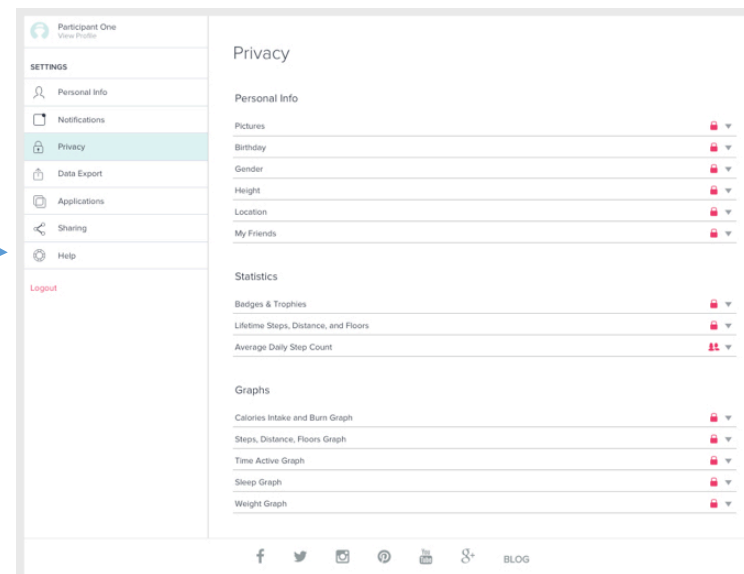 Participant One
View Profile
SETTINGS
Personal Info
Notifications
Privacy
Data Export
Applications
Sharing
Help
Logout
Privacy
Personal Info
Pictures
Birthday
Gender
Height
Location
My Friends
Statistics
Badges & Trophies
Lifetime Steps, Distance, and Floors
Average Daily Step Count
Graphs
Calories Intake and Burn Graph
Steps, Distance, Floors Graph
Time Active Graph
Sleep Graph
Weight Graph
You Tube
BLOG